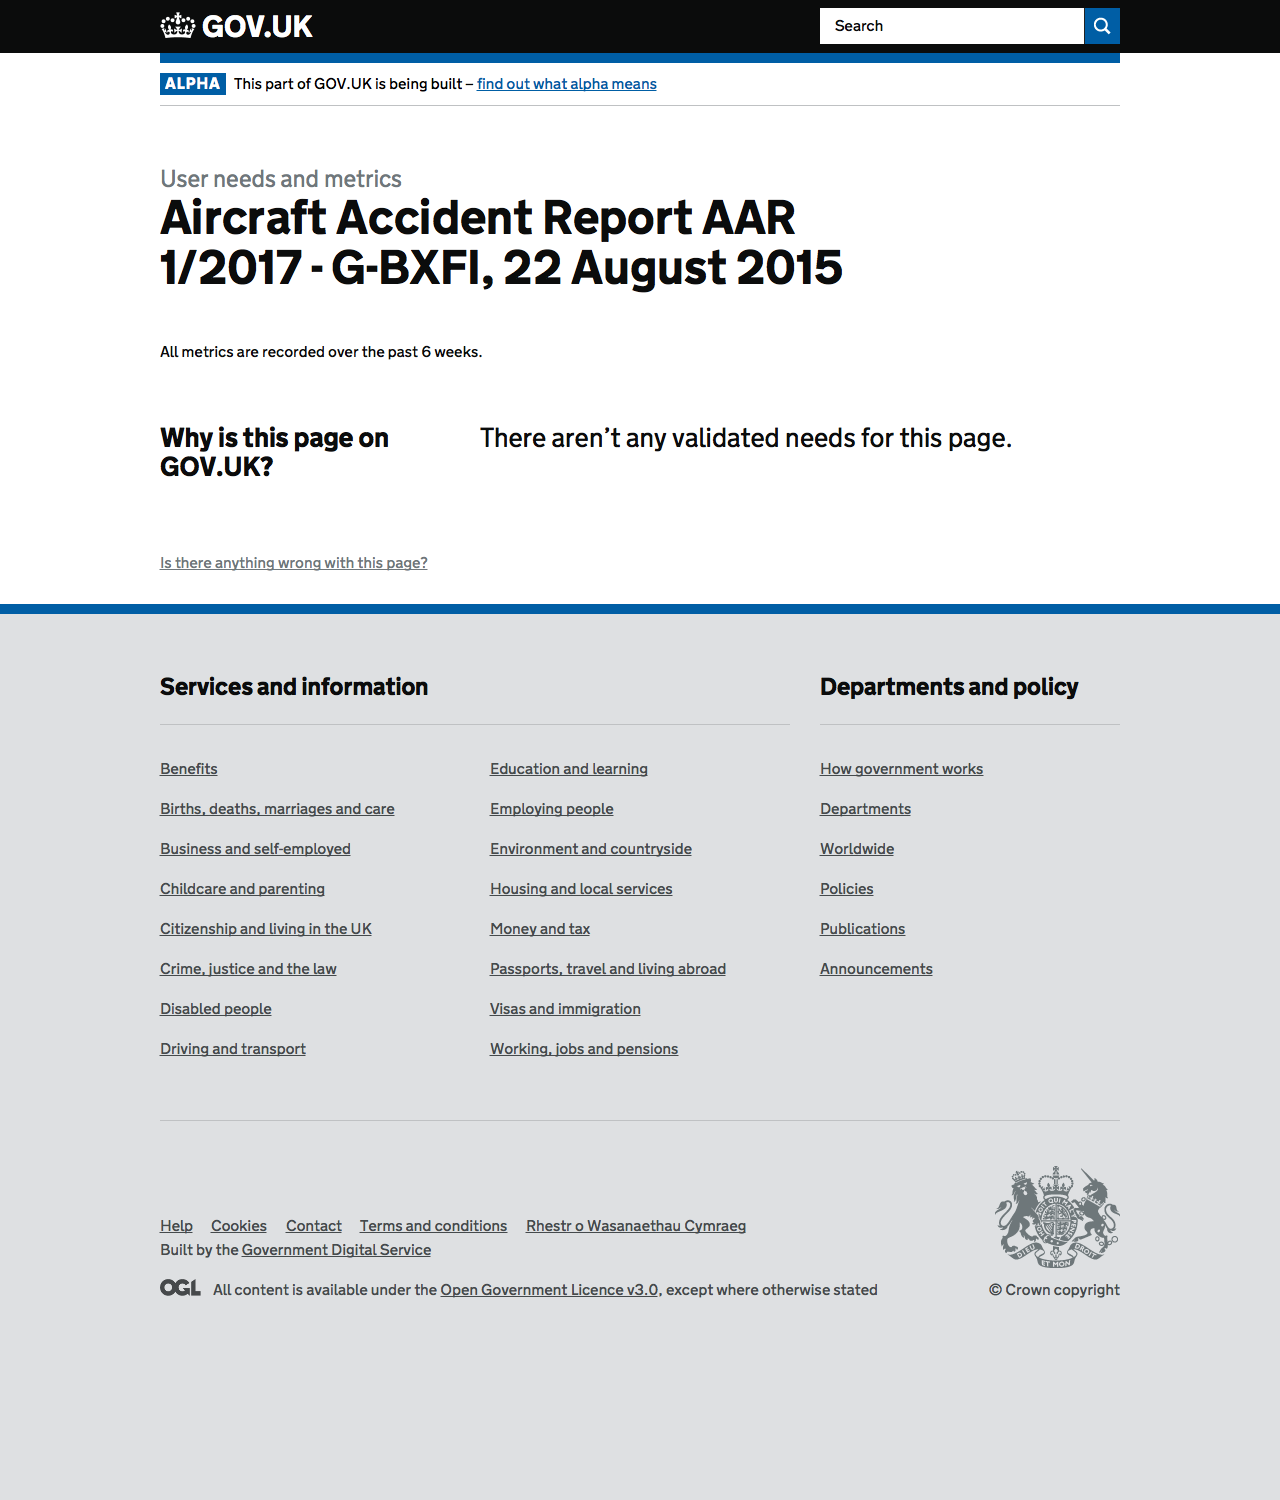 GOV.UK
Search
ALPHA This part of GOV.UK is being built – find out what alpha means
User needs and metrics
Aircraft Accident Report AAR
1/2017 - G-BXFI, 22 August 2015
All metrics are recorded over the past 6 weeks.
Why is this page on
GOV.UK?
There aren’t any validated needs for this page.
Is there anything wrong with this page?
Services and information
Benefits
Births, deaths, marriages and care
Business and self-employed
Childcare and parenting
Citizenship and living in the UK
Crime, justice and the law
Disabled people
Driving and transport
Education and learning
Employing people
Environment and countryside
Housing and local services
Money and tax
Passports, travel and living abroad
Visas and immigration
Working, jobs and pensions
Departments and policy
How government works
Departments
Worldwide
Policies
Publications
Announcements
Help Cookies Contact Terms and conditions Rhestr o Wasanaethau Cymraeg
Built by the Government Digital Service
OGL All content is available under the Open Government Licence v3.0, except where otherwise stated
DIEU ET MON DROIT
© Crown copyright